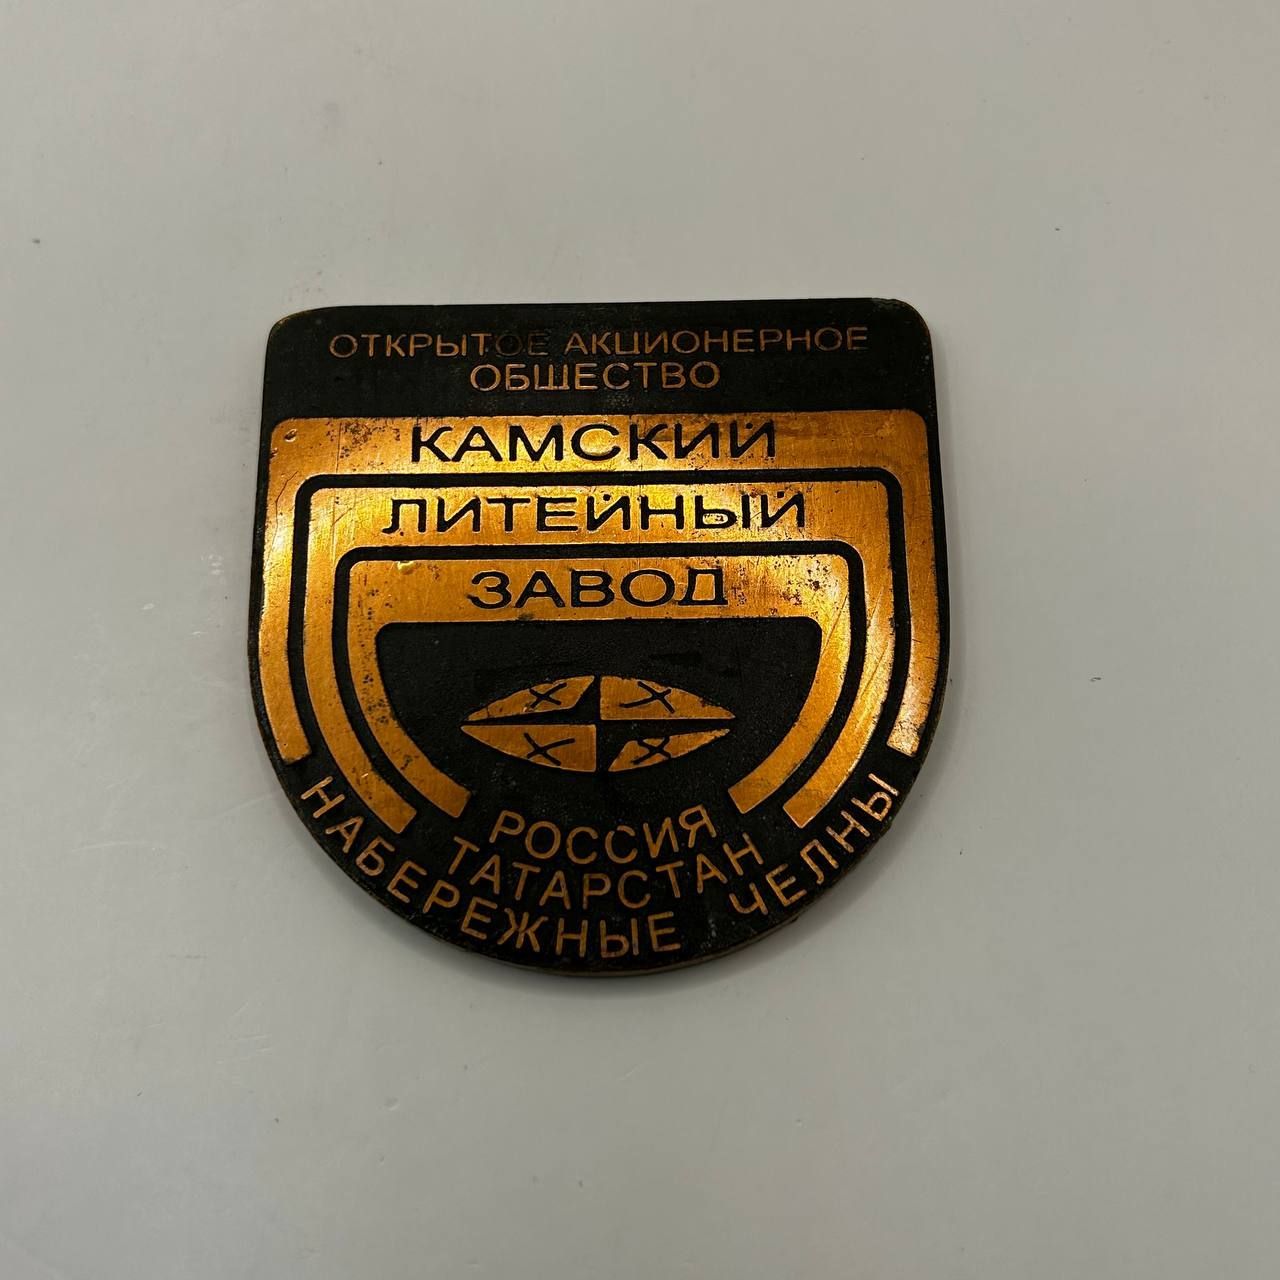 ОТКРЫТОЕ АКЦИОНЕРНОЕ
ОБЩЕСТВО
КАМСКИЙ
ЛИТЕЙНЫЙ
ЗАВОД
РОССИЯ
ТАТАРСТАН
НАБЕРЕЖНЫЕ ЧЕЛНЫ